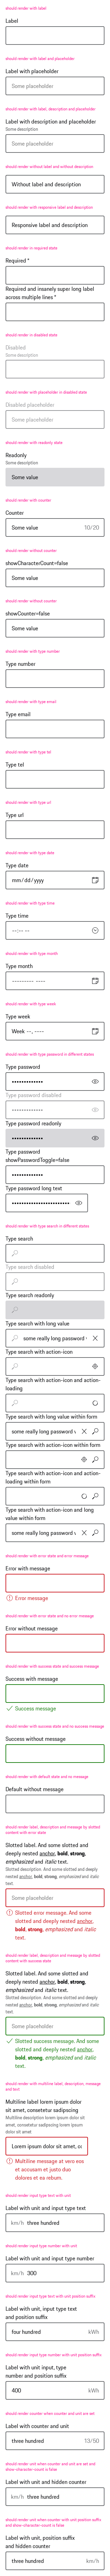 should render with label
Label
should render with label and placeholder
Label with placeholder
Some placeholder
should render with label, description and placeholder
Label with description and placeholder
Some description
Some placeholder
should render without label and without description
Without label and description
should render with responsive label and description
Responsive label and description
should render in required state
Required *
Required and insanely super long label
across multiple lines *
should render in disabled state
Disabled
Some description
should render with placeholder in disabled state
Disabled placeholder
Some placeholder
should render with readonly state
Readonly
Some description
Some value
should render with counter
Counter
Some value 10/20
should render without counter
showCharacterCount=false
Some value
should render without counter
showCounter=false
Some value
should render with type number
Type number
should render with type email
Type email
should render with type tel
Type tel
should render with type url
Type url
should render with type date
Type date
mm/dd/yyyy
should render with type time
Type time
--:-- --
should render with type month
Type month
--------- ----
should render with type week
Type week
Week --, ----
should render with type password in different states
Type password
•••••••••••••
Type password disabled
•••••••••••••
Type password readonly
•••••••••••••
Type password
showPasswordToggle=false
•••••••••••••
Type password long text
should render with type search in different states
Type search
Type search disabled
Type search readonly
Type search with long value
some really long password v
Type search with action-icon
Type search with action-icon and action-
loading
Type search with long value within form
some really long password v
Type search with action-icon within form
Type search with action-icon and action-
loading within form
Type search with action-icon and long
value within form
some really long password v
should render with error state and error message
Error with message
Error message
should render with error state and no error message
Error without message
should render with success state and success message
Success with message
Success message
should render with success state and no success message
Success without message
should render with default state and no message
Default without message
should render label, description and message by slotted
content with error state
Slotted label. And some slotted and
deeply nested anchor, bold, strong,
emphasized and italic text.
Slotted description. And some slotted and deeply
nested anchor, bold, strong, emphasized and italic
text.
Some placeholder
Slotted error message. And some
slotted and deeply nested anchor,
bold, strong, emphasized and italic
text.
should render label, description and message by slotted
content with success state
Slotted label. And some slotted and
deeply nested anchor, bold, strong,
emphasized and italic text.
Slotted description. And some slotted and deeply
nested anchor, bold, strong, emphasized and italic
text.
Some placeholder
Slotted success message. And some
slotted and deeply nested anchor,
bold, strong, emphasized and italic
text.
should render with multiline label, description, message
and text
Multiline label lorem ipsum dolor
sit amet, consetetur sadipscing
Multiline description lorem ipsum dolor sit
amet, consetetur sadipscing lorem ipsum
dolor sit amet
Lorem ipsum dolor sit amet, co
Multiline message at vero eos
et accusam et justo duo
dolores et ea rebum.
should render input type text with unit
Label with unit and input type text
km/h three hundred
should render input type number with unit
Label with unit and input type number
km/h 300
should render input type text with unit position suffix
Label with unit, input type text
and position suffix
four hundred kWh
should render input type number with unit position suffix
Label with unit input, type
number and position suffix
400 kWh
should render counter when counter and unit are set
Label with counter and unit
three hundred 13/50
should render unit when counter and unit are set and
show-character-count is false
Label with unit and hidden counter
km/h three hundred
should render unit when counter with unit position suffix
and show-character-count is false
Label with unit, position suffix
and hidden counter
three hundred km/h